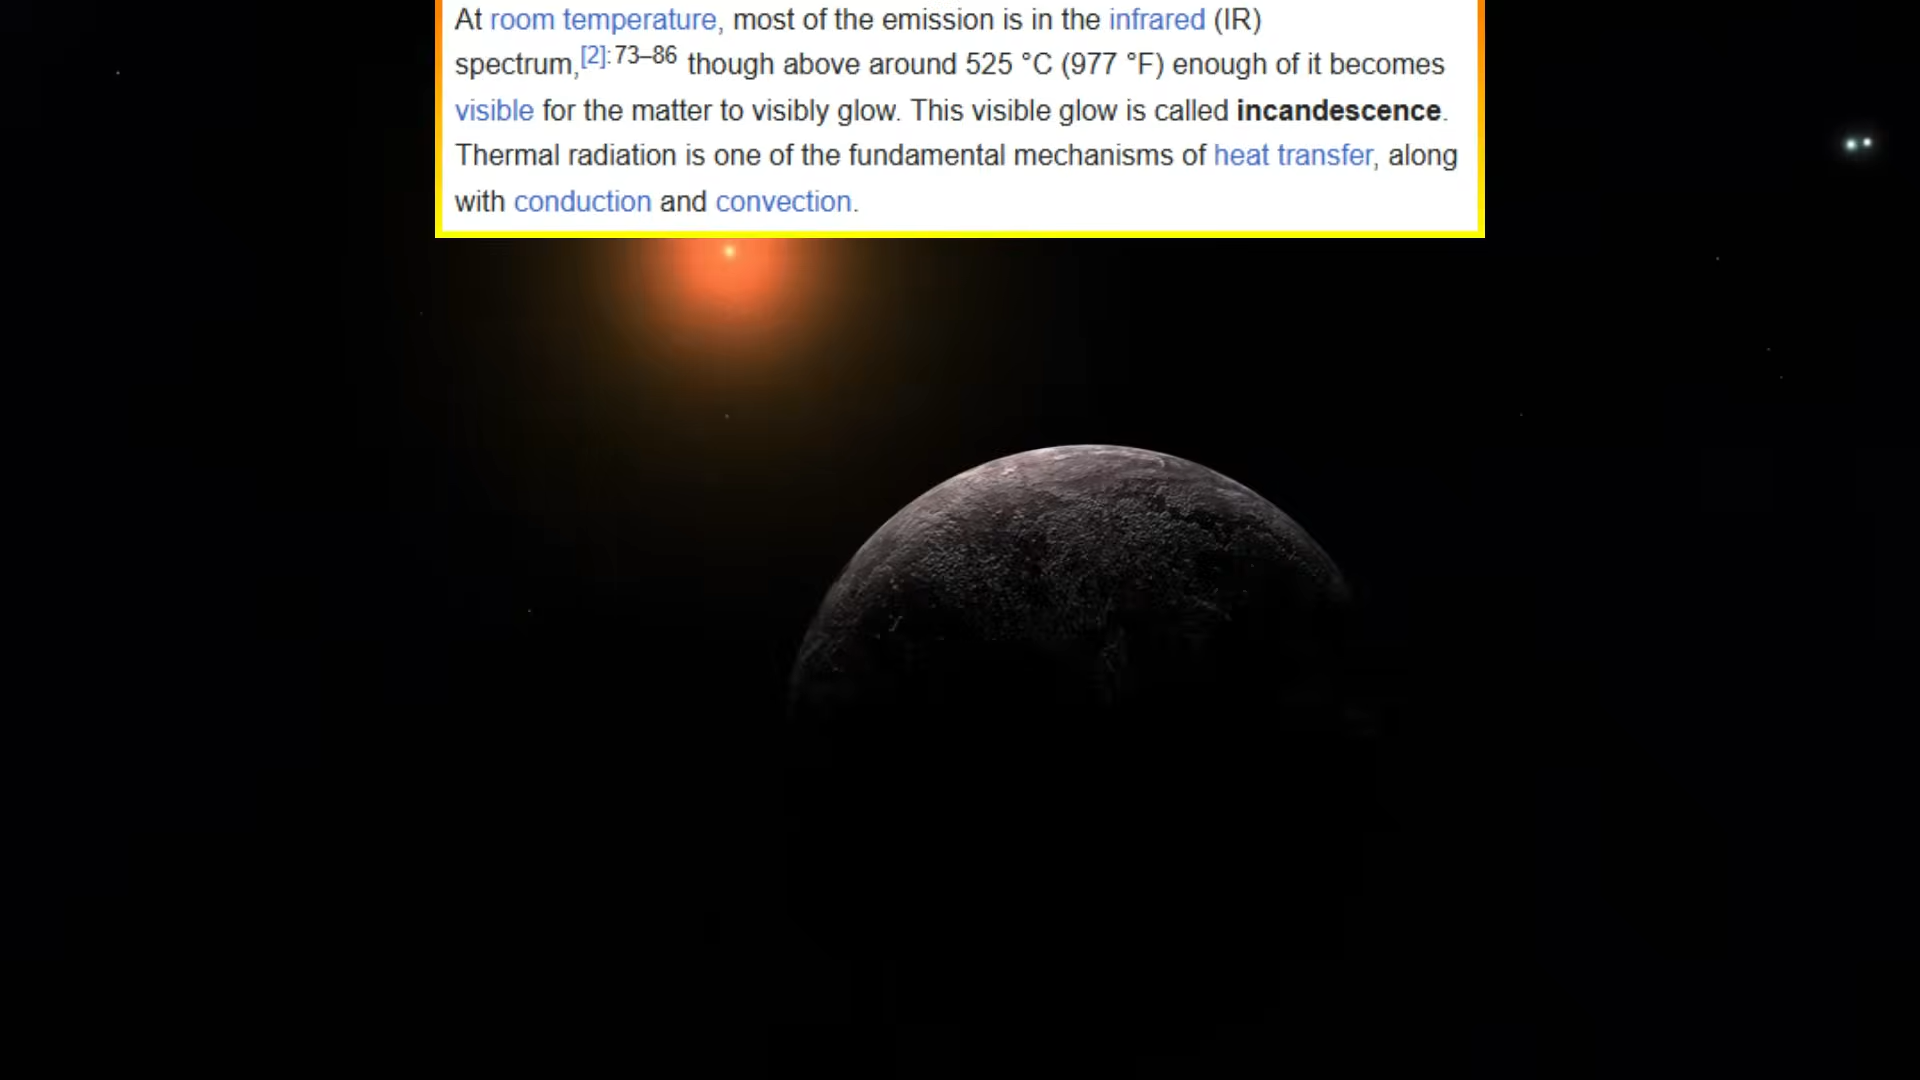 At room temperature, most of the emission is in the infrared (IR)
spectrum,[2]:73–86 though above around 525 °C (977 °F) enough of it becomes
visible for the matter to visibly glow. This visible glow is called incandescence.
Thermal radiation is one of the fundamental mechanisms of heat transfer, along
with conduction and convection.